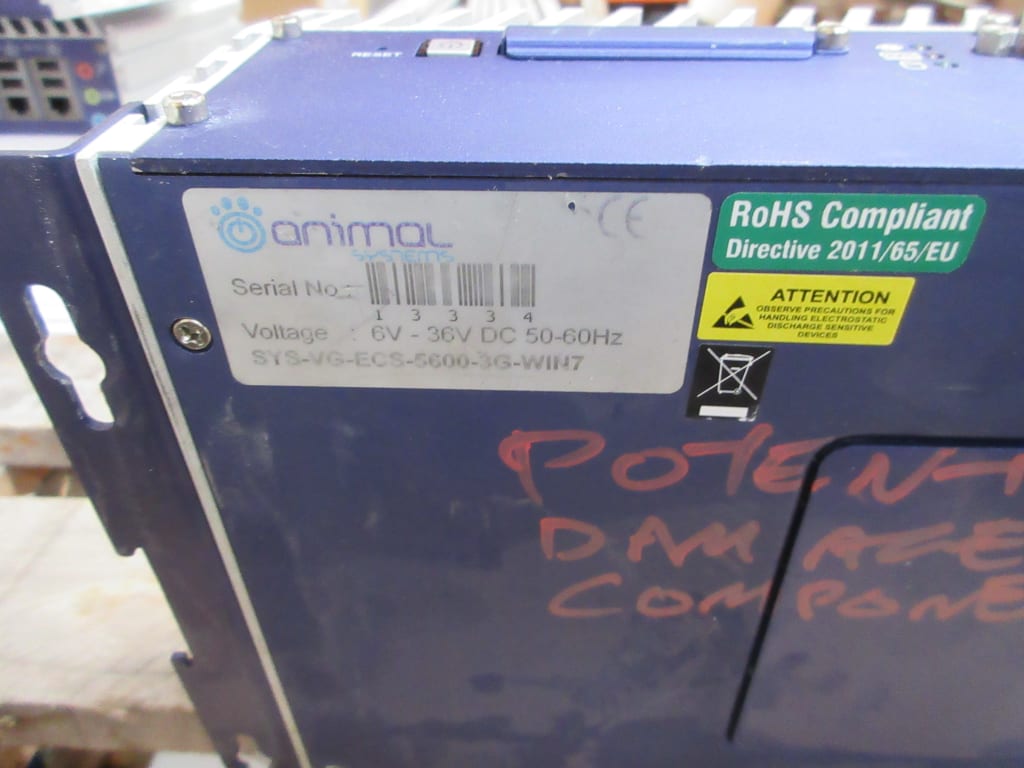 RESET
animal
SYSTEMS
CE
Serial No :
1 3 3 3 4
Voltage : 6V - 36V DC 50-60Hz
SYS-VG-ECS-5600-3G-WIN7
RoHS Compliant
Directive 2011/65/EU
ATTENTION
OBSERVE PRECAUTIONS FOR
HANDLING ELECTROSTATIC
DISCHARGE SENSITIVE
DEVICES
POTENT
DAMAGE
COMPONE